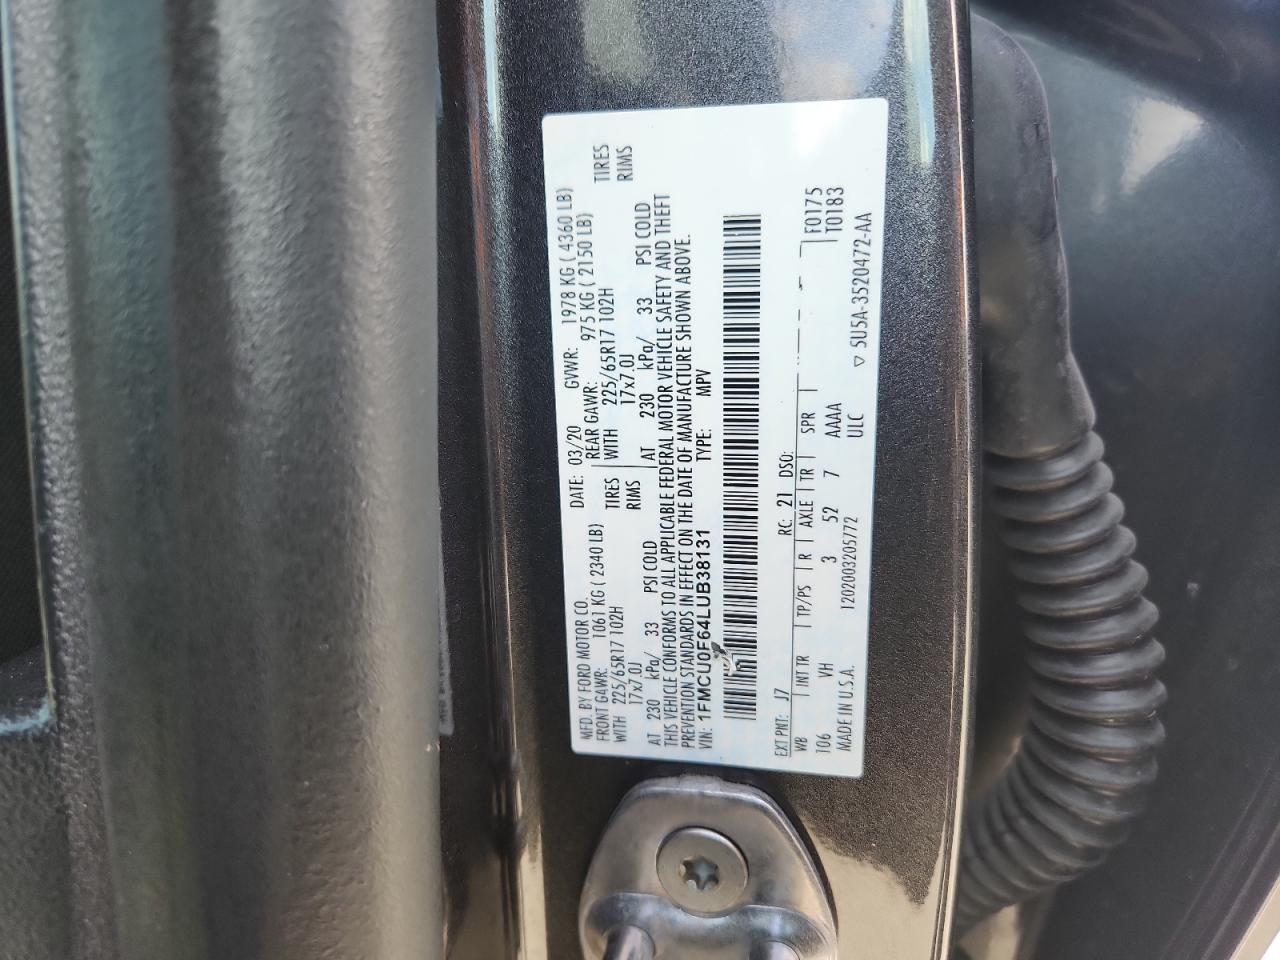 MFD. BY FORD MOTOR CO. DATE: 03/20 GVWR: 1978 KG ( 4360 LB)
FRONT GAWR: 1061 KG ( 2340 LB) REAR GAWR: 975 KG ( 2150 LB)
WITH 225/65R17 102H TIRES WITH 225/65R17 102H TIRES
17x7.0J RIMS 17x7.0J RIMS
AT 230 kPa/ 33 PSI COLD AT 230 kPa/ 33 PSI COLD
THIS VEHICLE CONFORMS TO ALL APPLICABLE FEDERAL MOTOR VEHICLE SAFETY AND THEFT
PREVENTION STANDARDS IN EFFECT ON THE DATE OF MANUFACTURE SHOWN ABOVE.
VIN: 1FMCU0F64LUB38131 TYPE: MPV
EXT PNT: J7 RC: 21 DSO: F0175
WB INTR TP/PS R AXLE TR SPR T0183
106 VH 3 52 7 AAAA
MADE IN U.S.A. 1202003205772 ULC ▽ 5U5A-3520472-AA